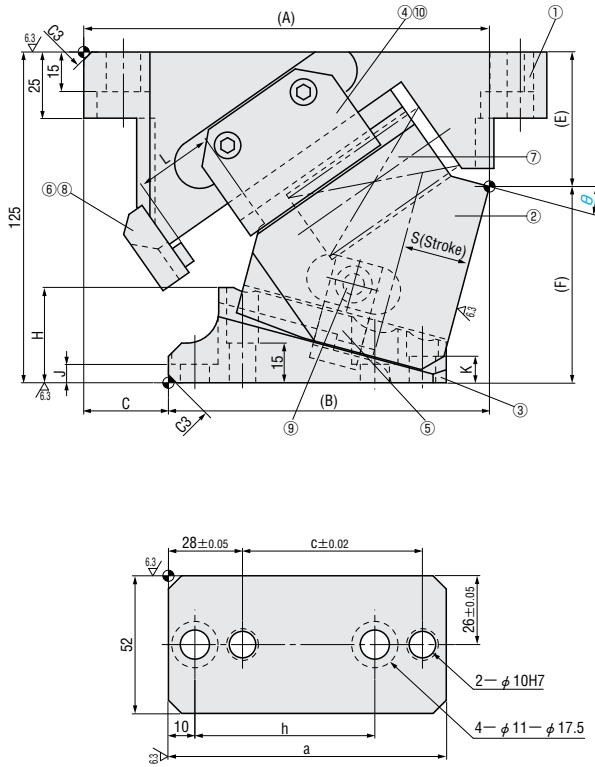 (A)
④⑩
①
C3
6.3
15
25
(E)
⑦
L
⑥⑧
②
θ
125
S(Stroke)
(F)
6.3
H
J
15
K
6.3
C
(B)
③
C3
⑨
⑤
28±0.05
c±0.02
6.3
52
26±0.05
2－φ10H7
10
h
4－φ11－φ17.5
a
6.3